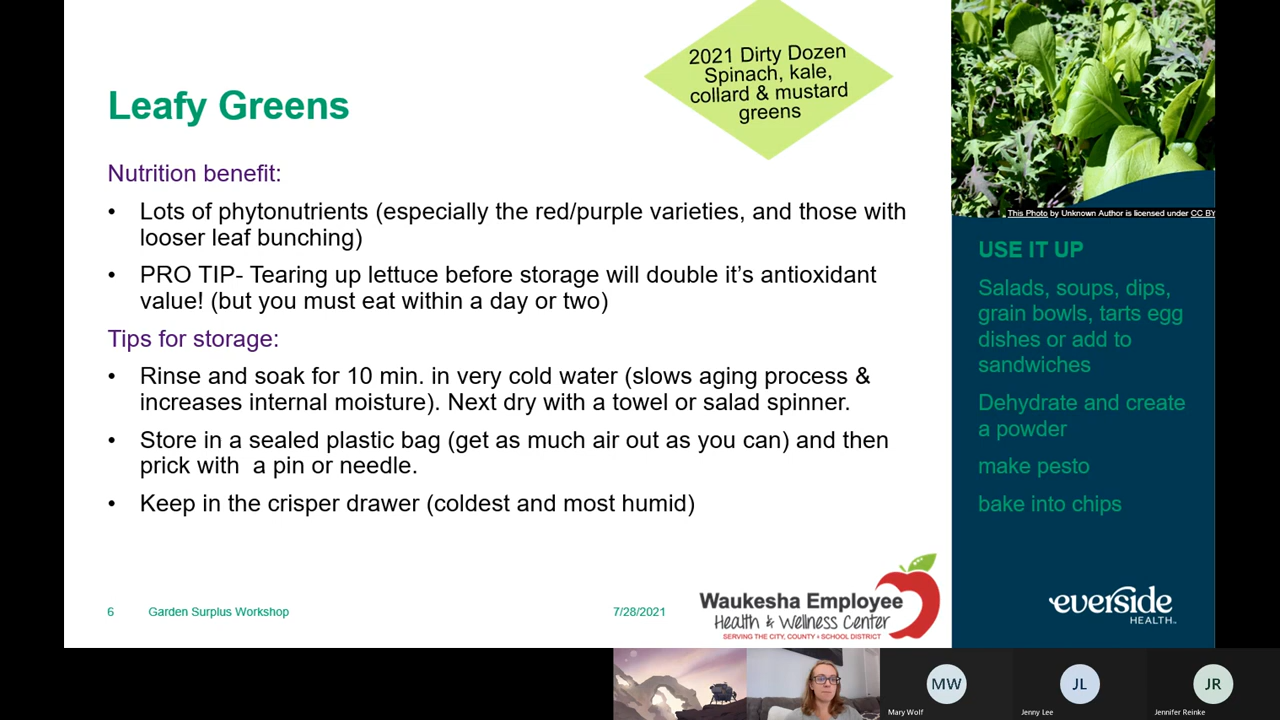 2021 Dirty Dozen
Spinach, kale,
collard & mustard
greens
Leafy Greens
Nutrition benefit:
• Lots of phytonutrients (especially the red/purple varieties, and those with
looser leaf bunching)
• PRO TIP- Tearing up lettuce before storage will double it's antioxidant
value! (but you must eat within a day or two)
Tips for storage:
• Rinse and soak for 10 min. in very cold water (slows aging process &
increases internal moisture). Next dry with a towel or salad spinner.
• Store in a sealed plastic bag (get as much air out as you can) and then
prick with a pin or needle.
• Keep in the crisper drawer (coldest and most humid)
This Photo by Unknown Author is licensed under CC BY
USE IT UP
Salads, soups, dips,
grain bowls, tarts egg
dishes or add to
sandwiches
Dehydrate and create
a powder
make pesto
bake into chips
6 Garden Surplus Workshop 7/28/2021
Waukesha Employee
Health & Wellness Center
SERVING THE CITY, COUNTY & SCHOOL DISTRICT
everside
HEALTH™
MW
Mary Wolf
JL
Jenny Lee
JR
Jennifer Reinke